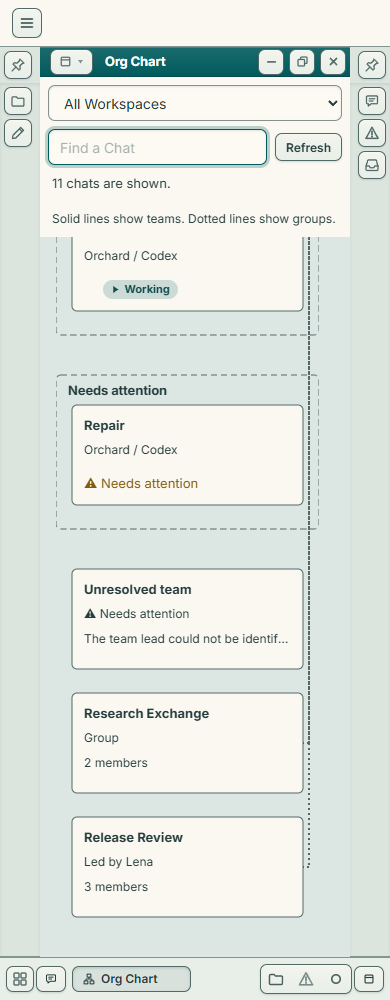 Org Chart
All Workspaces
Find a Chat
Refresh
11 chats are shown.
Solid lines show teams. Dotted lines show groups.
Orchard / Codex
Working
Needs attention
Repair
Orchard / Codex
Needs attention
Unresolved team
Needs attention
The team lead could not be identif...
Research Exchange
Group
2 members
Release Review
Led by Lena
3 members
Org Chart